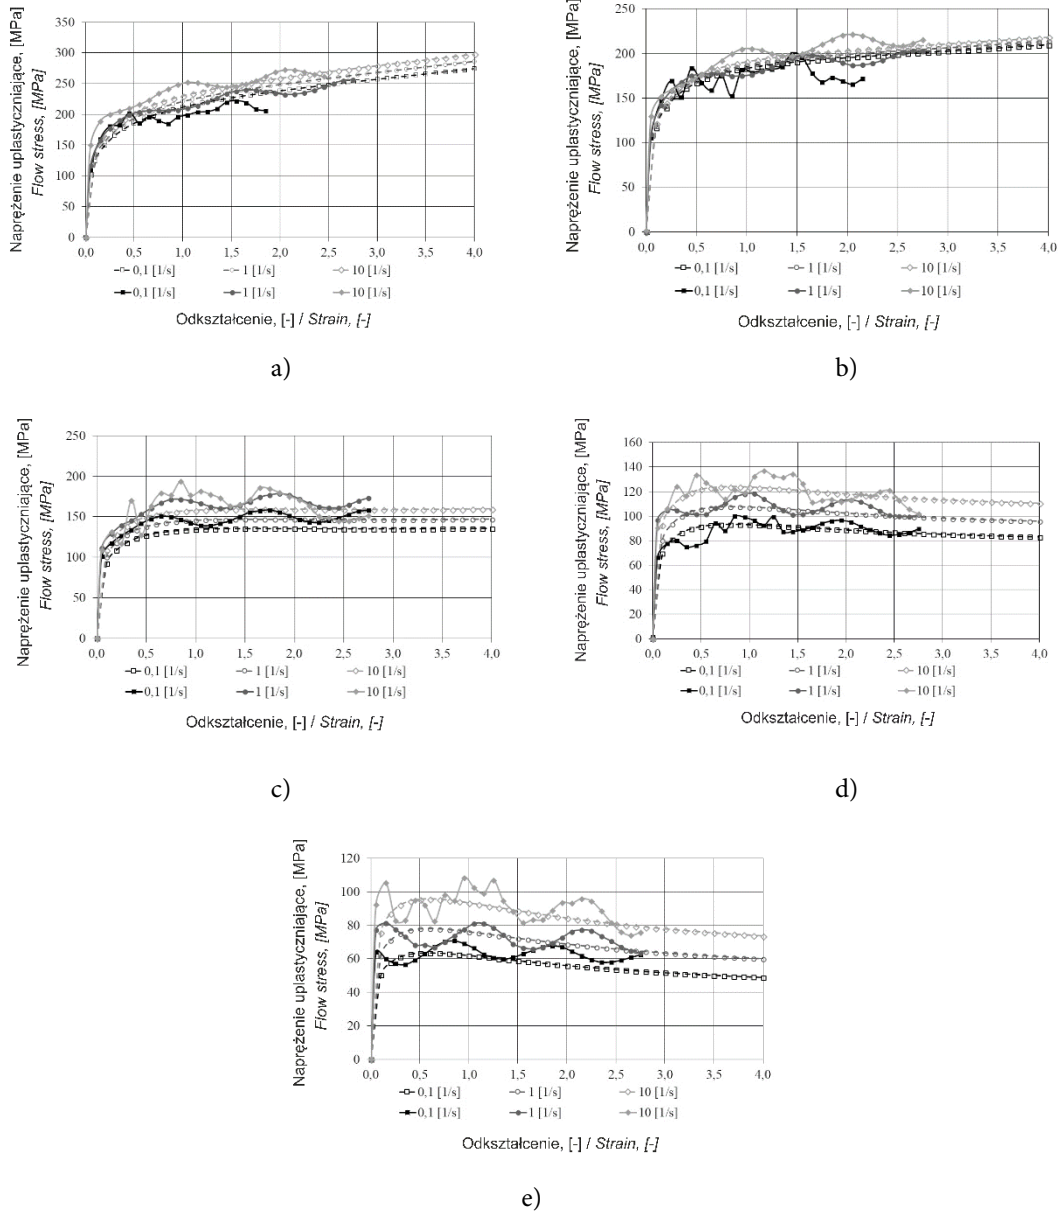 Naprężenie uplastyczniające, [MPa]
Flow stress, [MPa]
350
300
250
200
150
100
50
0
0,0 0,5 1,0 1,5 2,0 2,5 3,0 3,5 4,0
0,1 [1/s] 1 [1/s] 10 [1/s]
0,1 [1/s] 1 [1/s] 10 [1/s]
Odkształcenie, [-] / Strain, [-]
a)
Naprężenie uplastyczniające, [MPa]
Flow stress, [MPa]
250
200
150
100
50
0
0,0 0,5 1,0 1,5 2,0 2,5 3,0 3,5 4,0
0,1 [1/s] 1 [1/s] 10 [1/s]
0,1 [1/s] 1 [1/s] 10 [1/s]
Odkształcenie, [-] / Strain, [-]
b)
Naprężenie uplastyczniające, [MPa]
Flow stress, [MPa]
250
200
150
100
50
0
0,0 0,5 1,0 1,5 2,0 2,5 3,0 3,5 4,0
0,1 [1/s] 1 [1/s] 10 [1/s]
0,1 [1/s] 1 [1/s] 10 [1/s]
Odkształcenie, [-] / Strain, [-]
c)
Naprężenie uplastyczniające, [MPa]
Flow stress, [MPa]
160
140
120
100
80
60
40
20
0
0,0 0,5 1,0 1,5 2,0 2,5 3,0 3,5 4,0
0,1 [1/s] 1 [1/s] 10 [1/s]
0,1 [1/s] 1 [1/s] 10 [1/s]
Odkształcenie, [-] / Strain, [-]
d)
Naprężenie uplastyczniające, [MPa]
Flow stress, [MPa]
120
100
80
60
40
20
0
0,0 0,5 1,0 1,5 2,0 2,5 3,0 3,5 4,0
0,1 [1/s] 1 [1/s] 10 [1/s]
0,1 [1/s] 1 [1/s] 10 [1/s]
Odkształcenie, [-] / Strain, [-]
e)